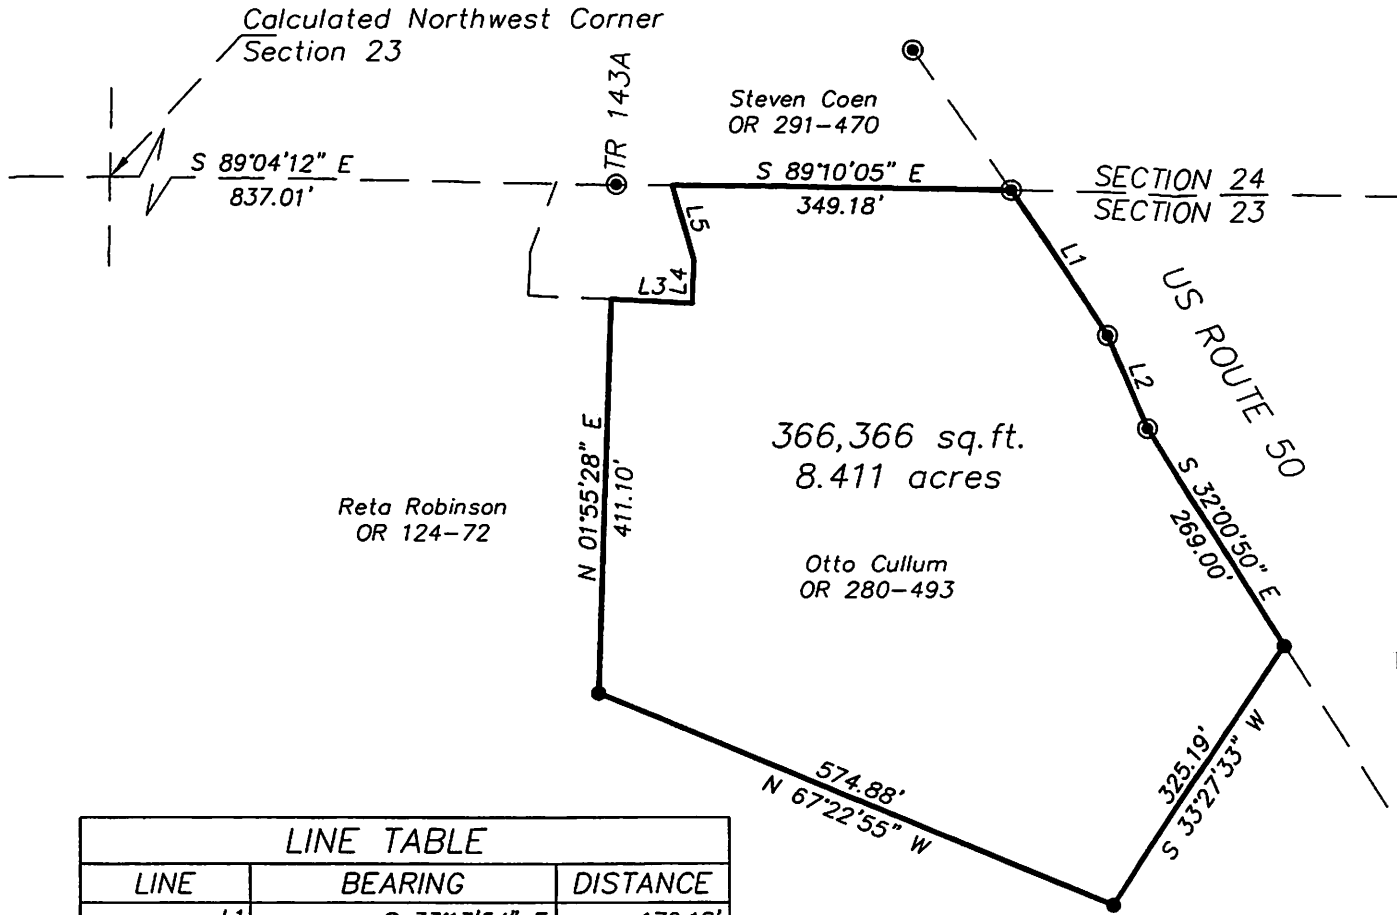 Calculated Northwest Corner
Section 23
TR 143A
Steven Coen
OR 291-470
S 89°04'12" E
837.01'
S 89°10'05" E
349.18'
SECTION 24
SECTION 23
L5
L1
L3
L4
US ROUTE 50
L2
366,366 sq.ft.
8.411 acres
N 01°55'28" E
411.10'
S 32°00'50" E
269.00'
Reta Robinson
OR 124-72
Otto Cullum
OR 280-493
574.88'
N 67°22'55" W
325.19'
S 33°27'33" W
LINE TABLE
LINE BEARING DISTANCE
L1